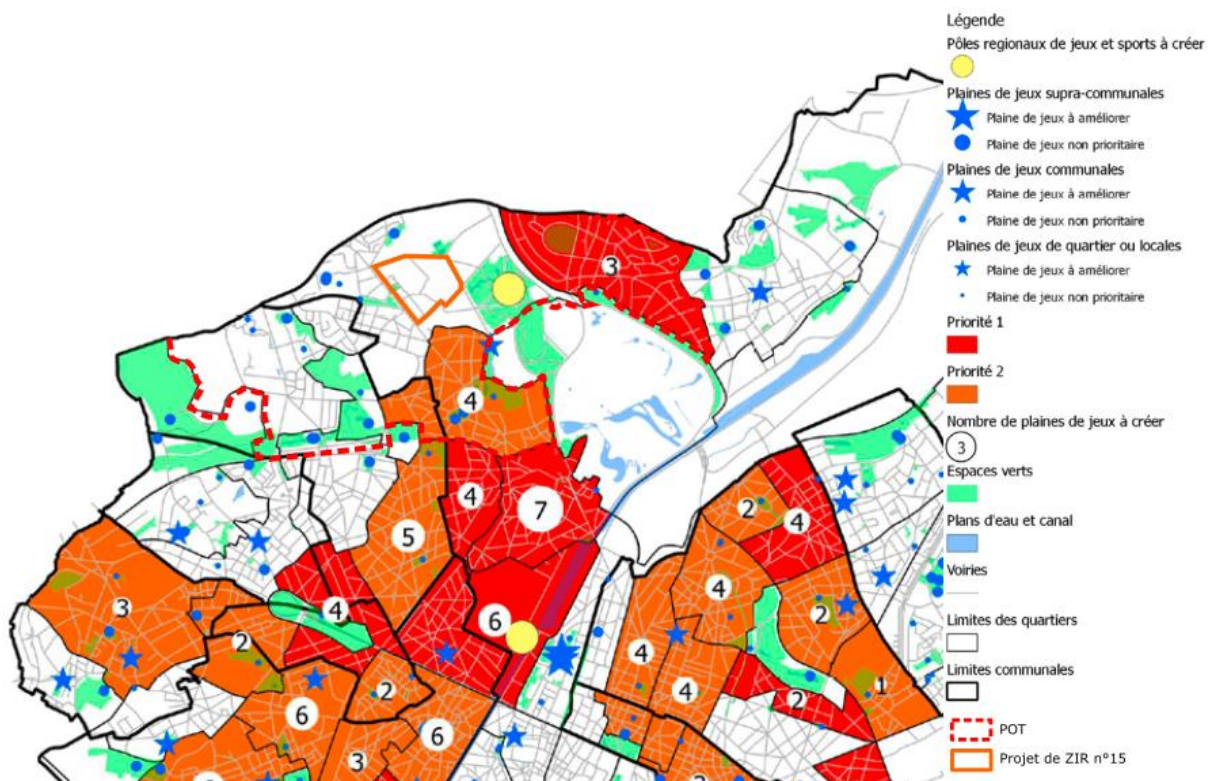 Légende
Pôles regionaux de jeux et sports à créer
Plaines de jeux supra-communales
Plaine de jeux à améliorer
Plaine de jeux non prioritaire
Plaines de jeux communales
Plaine de jeux à améliorer
Plaine de jeux non prioritaire
Plaines de jeux de quartier ou locales
Plaine de jeux à améliorer
Plaine de jeux non prioritaire
Priorité 1
Priorité 2
Nombre de plaines de jeux à créer
3
Espaces verts
Plans d'eau et canal
Voiries
Limites des quartiers
Limites communales
POT
Projet de ZIR n°15
3
4
4
7
5
2
4
4
3
4
2
2
6
4
4
2
2
1
6
6
3